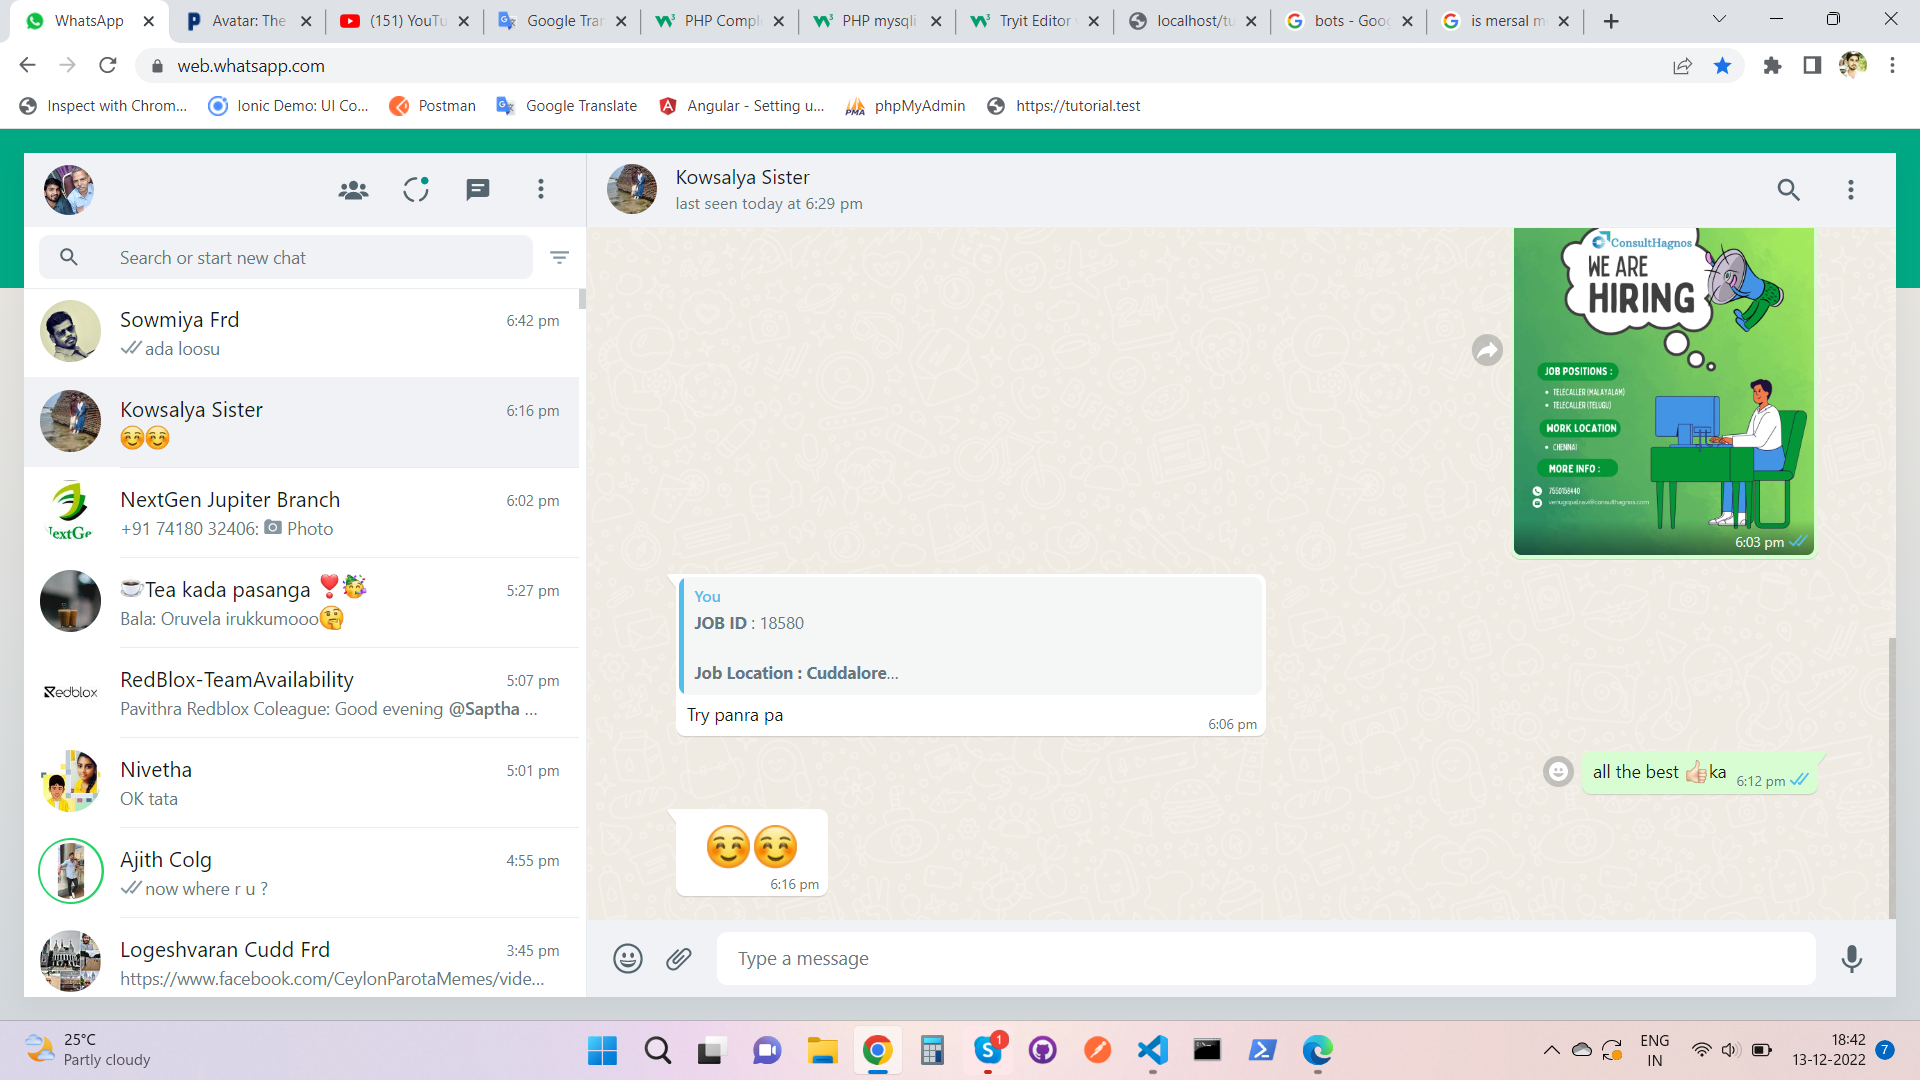 WhatsApp
Avatar: The
(151) YouTu
Google Tran
PHP Comple
PHP mysqli
Tryit Editor
localhost/tu
bots - Goog
is mersal m
web.whatsapp.com
Inspect with Chrom...
Ionic Demo: UI Co...
Postman
Google Translate
Angular - Setting u...
phpMyAdmin
https://tutorial.test
Search or start new chat
Sowmiya Frd
6:42 pm
ada loosu
Kowsalya Sister
6:16 pm
☺️☺️
NextGen Jupiter Branch
6:02 pm
+91 74180 32406: 📷 Photo
☕Tea kada pasanga ❣️🥳
5:27 pm
Bala: Oruvela irukkumooo🤔
Redblox
RedBlox-TeamAvailability
5:07 pm
Pavithra Redblox Coleague: Good evening @Saptha ...
Nivetha
5:01 pm
OK tata
Ajith Colg
4:55 pm
now where r u ?
Logeshvaran Cudd Frd
3:45 pm
https://www.facebook.com/CeylonParotaMemes/vide...
Kowsalya Sister
last seen today at 6:29 pm
ConsultHagnos
WE ARE
HIRING
JOB POSITIONS :
• TELECALLER (MALAYALAM)
• TELECALLER (TELUGU)
WORK LOCATION
• CHENNAI
MORE INFO :
7550158440
venugopalravi@consulthagnos.com
6:03 pm
You
JOB ID : 18580
Job Location : Cuddalore...
Try panra pa
6:06 pm
all the best 👍🏻ka
6:12 pm
☺️☺️
6:16 pm
Type a message
25°C
Partly cloudy
1
ENG
IN
18:42
13-12-2022
7